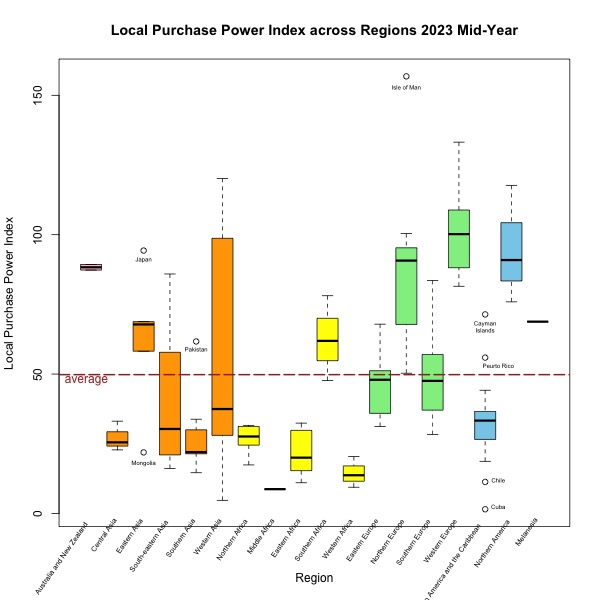 Local Purchase Power Index across Regions 2023 Mid-Year
Local Purchase Power Index
150
100
50
0
Isle of Man
Japan
Mongolia
Pakistan
Cayman
Islands
Peurto Rico
Chile
Cuba
average
Australia and New Zealand
Central Asia
Eastern Asia
South-eastern Asia
Southern Asia
Western Asia
Northern Africa
Middle Africa
Eastern Africa
Southern Africa
Western Africa
Eastern Europe
Northern Europe
Southern Europe
Western Europe
America and the Caribbean
Northern America
Melanesia
Region